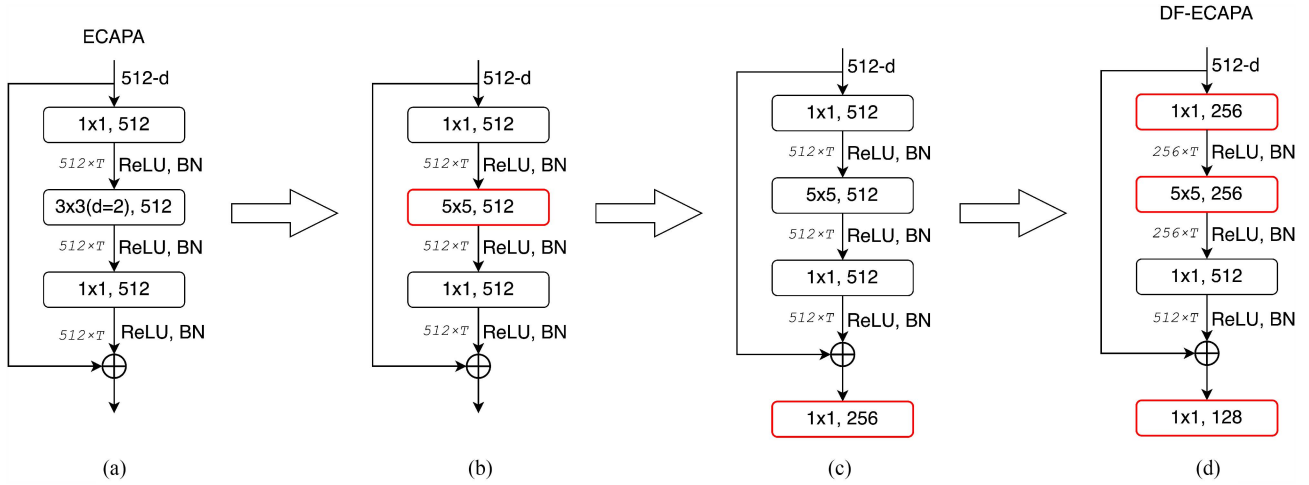 ECAPA
512-d
1x1, 512
512×T ReLU, BN
3x3(d=2), 512
512×T ReLU, BN
1x1, 512
512×T ReLU, BN
(a)
512-d
1x1, 512
512×T ReLU, BN
5x5, 512
512×T ReLU, BN
1x1, 512
512×T ReLU, BN
(b)
512-d
1x1, 512
512×T ReLU, BN
5x5, 512
512×T ReLU, BN
1x1, 512
512×T ReLU, BN
1x1, 256
(c)
DF-ECAPA
512-d
1x1, 256
256×T ReLU, BN
5x5, 256
256×T ReLU, BN
1x1, 512
512×T ReLU, BN
1x1, 128
(d)